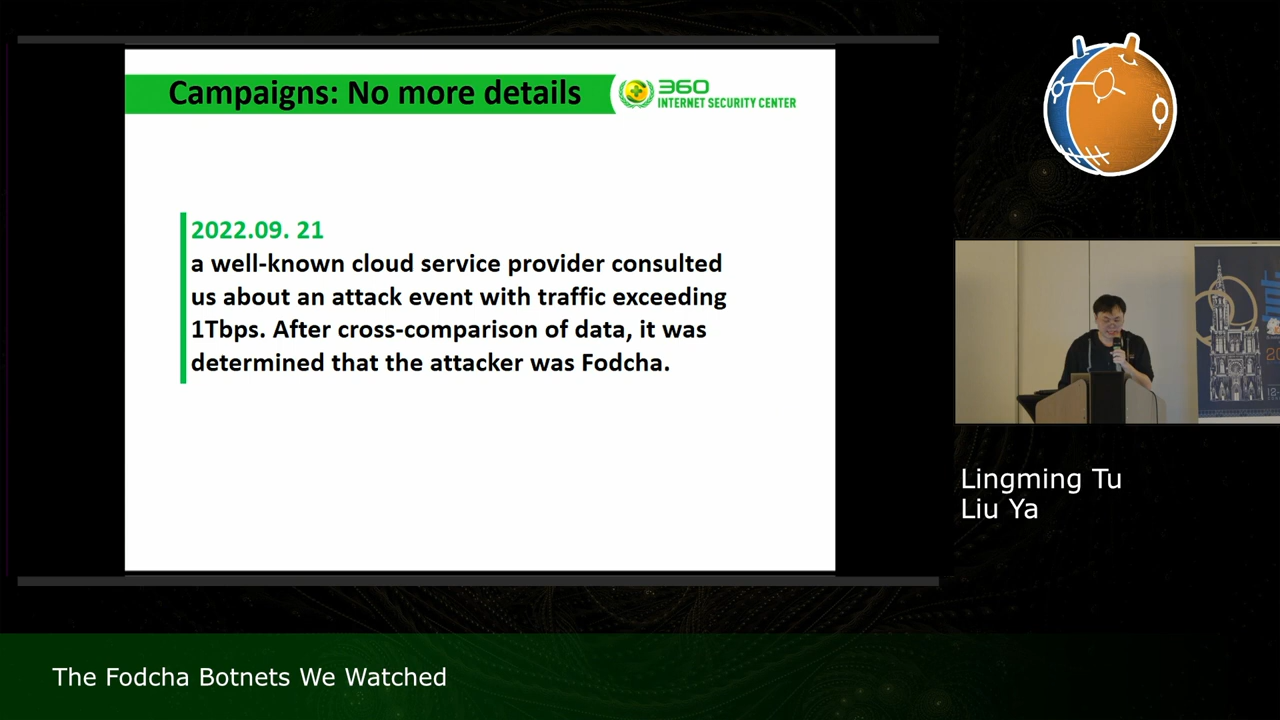 Campaigns: No more details
360
INTERNET SECURITY CENTER
2022.09. 21
a well-known cloud service provider consulted
us about an attack event with traffic exceeding
1Tbps. After cross-comparison of data, it was
determined that the attacker was Fodcha.
Lingming Tu
Liu Ya
The Fodcha Botnets We Watched